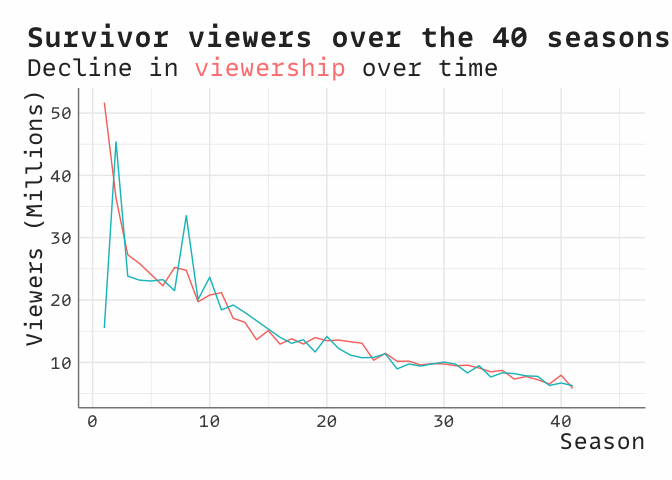 Survivor viewers over the 40 seasons
Decline in viewership over time
Viewers (Millions)
50
40
30
20
10
0 10 20 30 40
Season